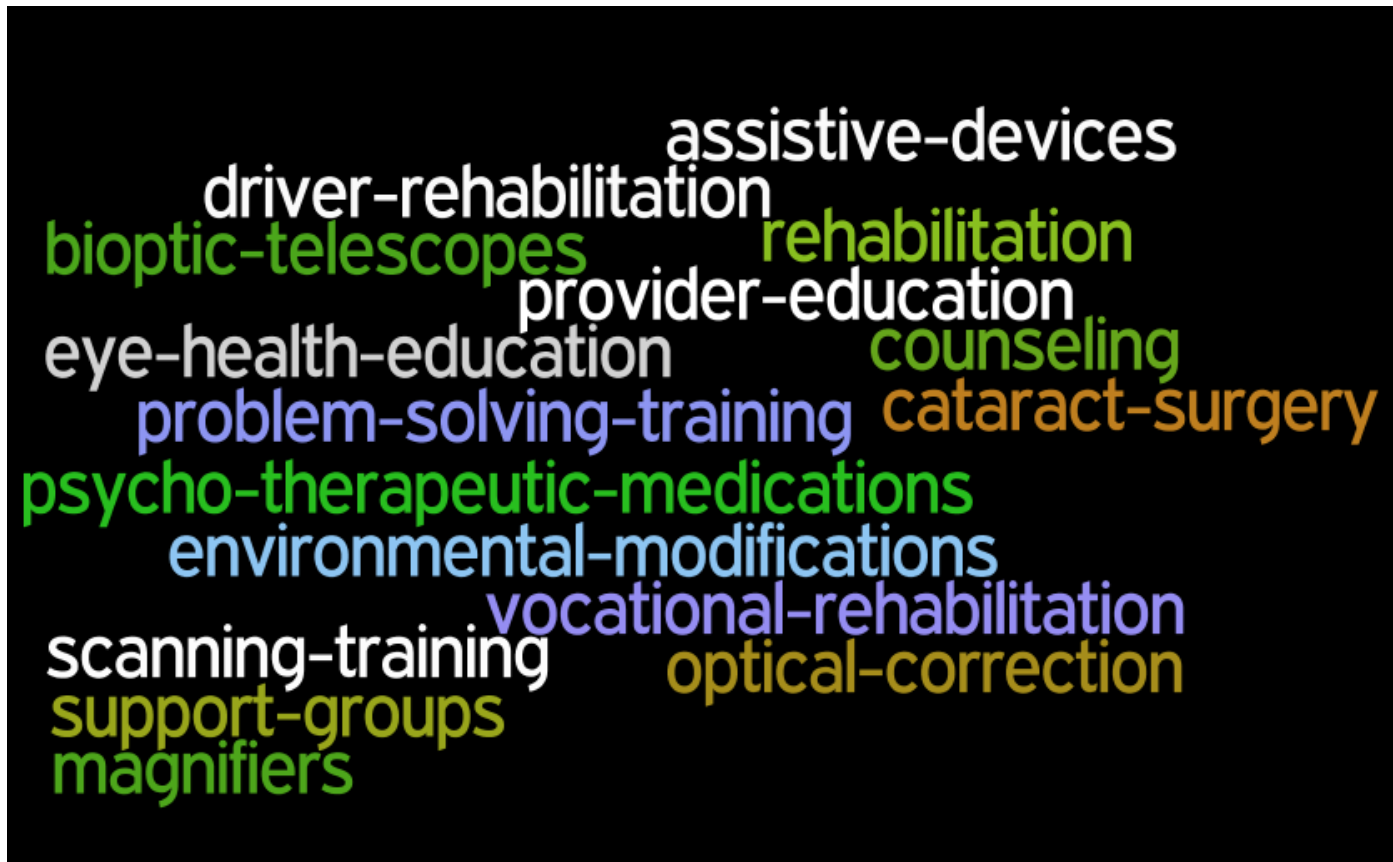 assistive-devices
driver-rehabilitation
rehabilitation
bioptic-telescopes
provider-education
counseling
eye-health-education
cataract-surgery
problem-solving-training
psycho-therapeutic-medications
environmental-modifications
vocational-rehabilitation
scanning-training
optical-correction
support-groups
magnifiers